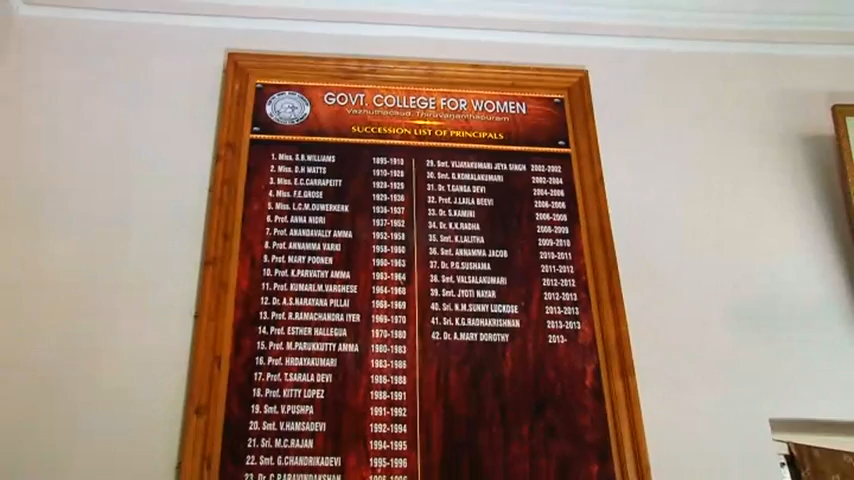 GOVT. COLLEGE FOR WOMEN
Vazhuthacaud, Thiruvananthapuram
SUCCESSION LIST OF PRINCIPALS
1. Miss. S.B.WILLIAMS 1895-1910
2. Miss. D.H WATTS 1910-1928
3. Miss. E.C.CARRAPEITT 1928-1929
4. Miss. F.E.GROSE 1929-1936
5. Miss. L.C.M.OUWERKERK 1936-1937
6. Prof. ANNA NIDRI 1937-1952
7. Prof. ANANDAVALLY AMMA 1952-1958
8. Prof. ANNAMMA VARKI 1958-1960
9. Prof. MARY POONEN 1960-1963
10. Prof. K.PARVATHY AMMA 1963-1964
11. Prof. KUMARI.M.VARGHESE 1964-1968
12. Dr. A.S.NARAYANA PILLAI 1968-1969
13. Prof. R.RAMACHANDRA IYER 1969-1970
14. Prof. ESTHER HALLEGUA 1970-1980
15. Prof. M.PARUKKUTTY AMMA 1980-1983
16. Prof. HRDAYAKUMARI 1983-1986
17. Prof. T.SARALA DEVI 1986-1988
18. Prof. KITTY LOPEZ 1988-1991
19. Smt. V.PUSHPA 1991-1992
20. Smt. V.HAMSADEVI 1992-1994
21. Sri. M.C.RAJAN 1994-1995
22. Smt. G.CHANDRIKADEVI 1995-1996
23. Dr. C.P.ARAVINDAKSHAN
29. Smt. VIJAYAKUMARI JEYA SINGH 2002-2002
30. Smt. B.KOMALAKUMARI 2002-2004
31. Dr. T.GANGA DEVI 2004-2006
32. Prof. J.LAILA BEEVI 2006-2006
33. Dr. S.KAMINI 2006-2008
34. Dr. K.K.RADHA 2008-2009
35. Smt. K.LALITHA 2009-2010
36. Smt. ANNAMMA JACOB 2010-2011
37. Dr. P.G.SUSHAMA 2011-2012
38. Smt. VALSALAKUMARI 2012-2012
39. Smt. JYOTI NAYAR 2012-2013
40. Sri. N.M.SUNNY LUCKOSE 2013-2013
41. Sri. K.G.RADHAKRISHNAN 2013-2013
42. Dr. A.MARY DOROTHY 2013-